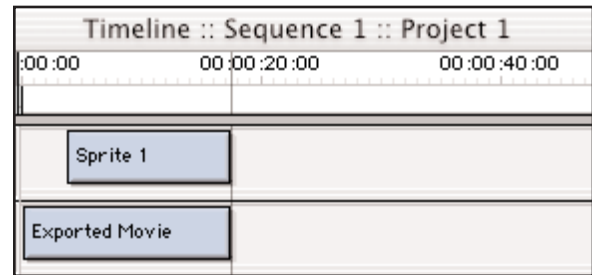 Timeline :: Sequence 1 :: Project 1
:00:00 00:00:20:00 00:00:40:00
Sprite 1
Exported Movie